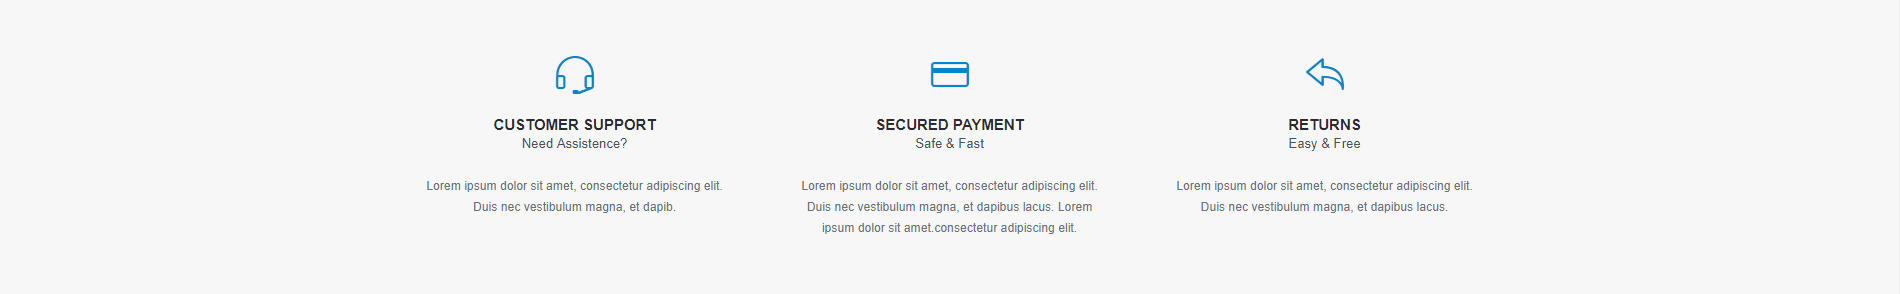 CUSTOMER SUPPORT
Need Assistence?
Lorem ipsum dolor sit amet, consectetur adipiscing elit.
Duis nec vestibulum magna, et dapib.
SECURED PAYMENT
Safe & Fast
Lorem ipsum dolor sit amet, consectetur adipiscing elit.
Duis nec vestibulum magna, et dapibus lacus. Lorem
ipsum dolor sit amet.consectetur adipiscing elit.
RETURNS
Easy & Free
Lorem ipsum dolor sit amet, consectetur adipiscing elit.
Duis nec vestibulum magna, et dapibus lacus.